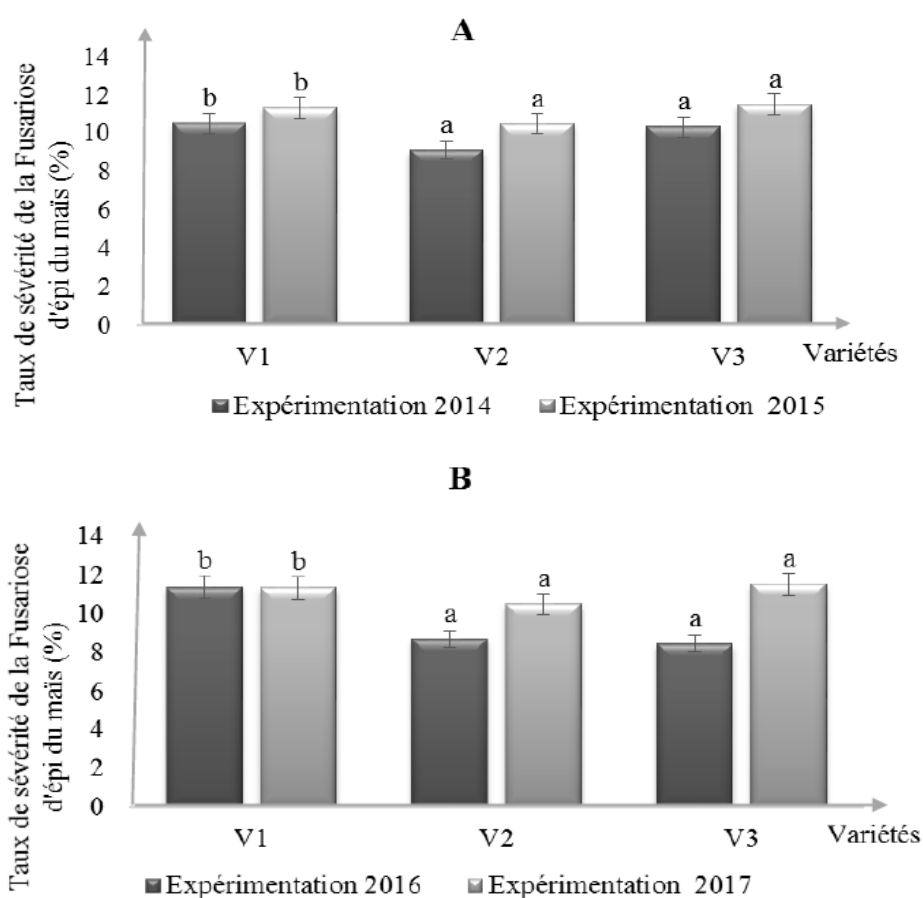 A
Taux de sévérité de la Fusariose
d'épi du maïs (%)
14
12
10
8
6
4
2
0
b b a a a a
V1 V2 V3 Variétés
Expérimentation 2014 Expérimentation 2015
B
Taux de sévérité de la Fusariose
d'épi du maïs (%)
14
12
10
8
6
4
2
0
b b a a a a
V1 V2 V3 Variétés
Expérimentation 2016 Expérimentation 2017